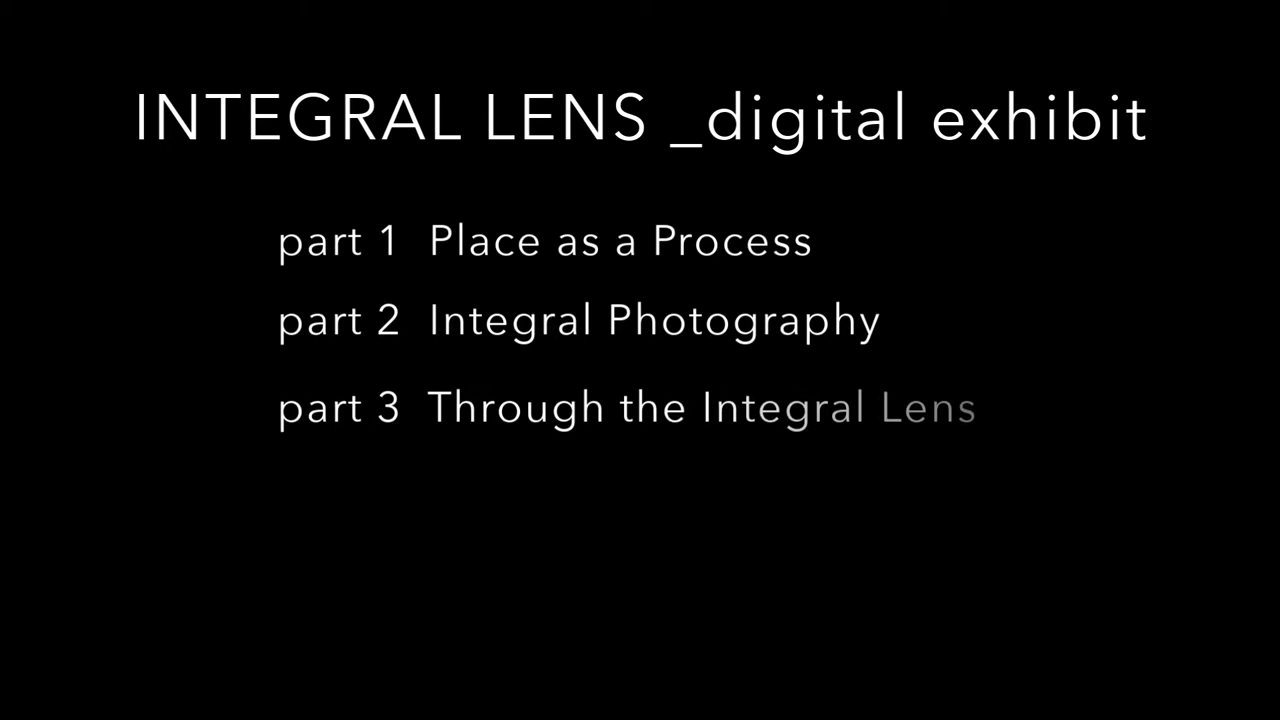 INTEGRAL LENS _digital exhibit
part 1 Place as a Process
part 2 Integral Photography
part 3 Through the Integral Lens